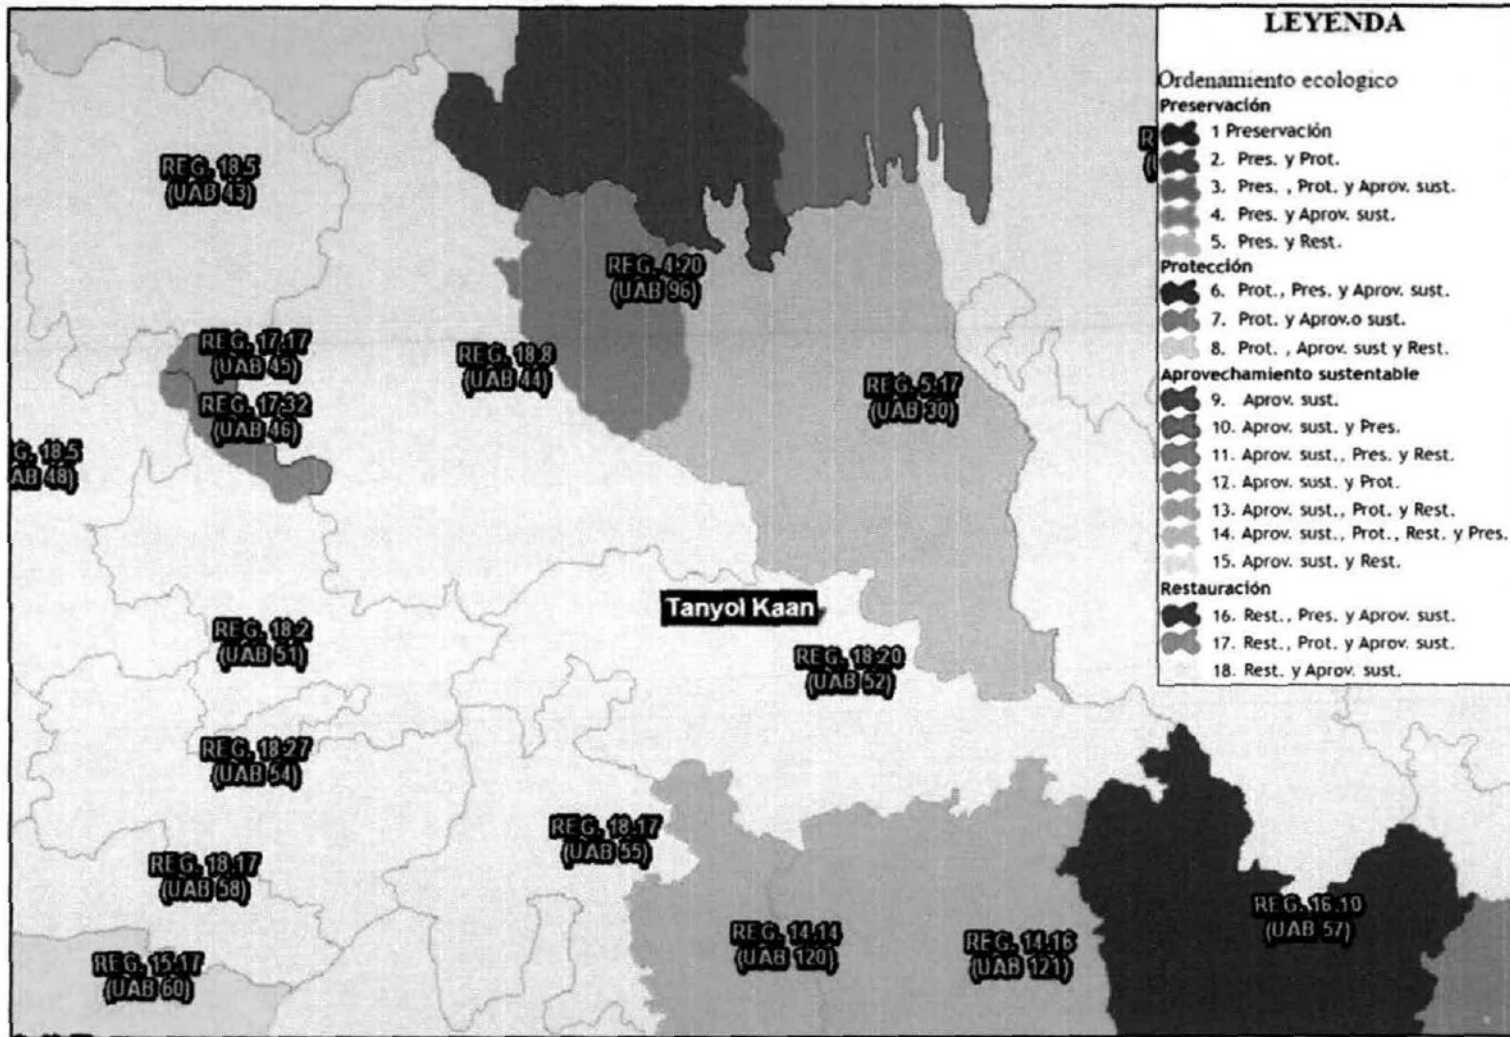 LEYENDA
Ordenamiento ecologico
Preservación
1 Preservación
2. Pres. y Prot.
3. Pres. , Prot. y Aprov. sust.
4. Pres. y Aprov. sust.
5. Pres. y Rest.
Protección
6. Prot., Pres. y Aprov. sust.
7. Prot. y Aprov.o sust.
8. Prot. , Aprov. sust y Rest.
Aprovechamiento sustentable
9. Aprov. sust.
10. Aprov. sust. y Pres.
11. Aprov. sust., Pres. y Rest.
12. Aprov. sust. y Prot.
13. Aprov. sust., Prot. y Rest.
14. Aprov. sust., Prot., Rest. y Pres.
15. Aprov. sust. y Rest.
Restauración
16. Rest., Pres. y Aprov. sust.
17. Rest., Prot. y Aprov. sust.
18. Rest. y Aprov. sust.
REG. 18.5
(UAB 43)
REG. 4.20
(UAB 96)
REG. 17.17
(UAB 45)
REG. 18.8
(UAB 44)
REG. 5.17
(UAB 30)
REG. 17.32
(UAB 46)
EG. 18.5
AB 48)
Tanyol Kaan
REG. 18.2
(UAB 51)
REG. 18.20
(UAB 52)
REG. 18.27
(UAB 54)
REG. 18.17
(UAB 55)
REG. 18.17
(UAB 58)
REG. 16.10
(UAB 57)
REG. 14.14
(UAB 120)
REG. 14.16
(UAB 121)
REG. 15.17
(UAB 60)